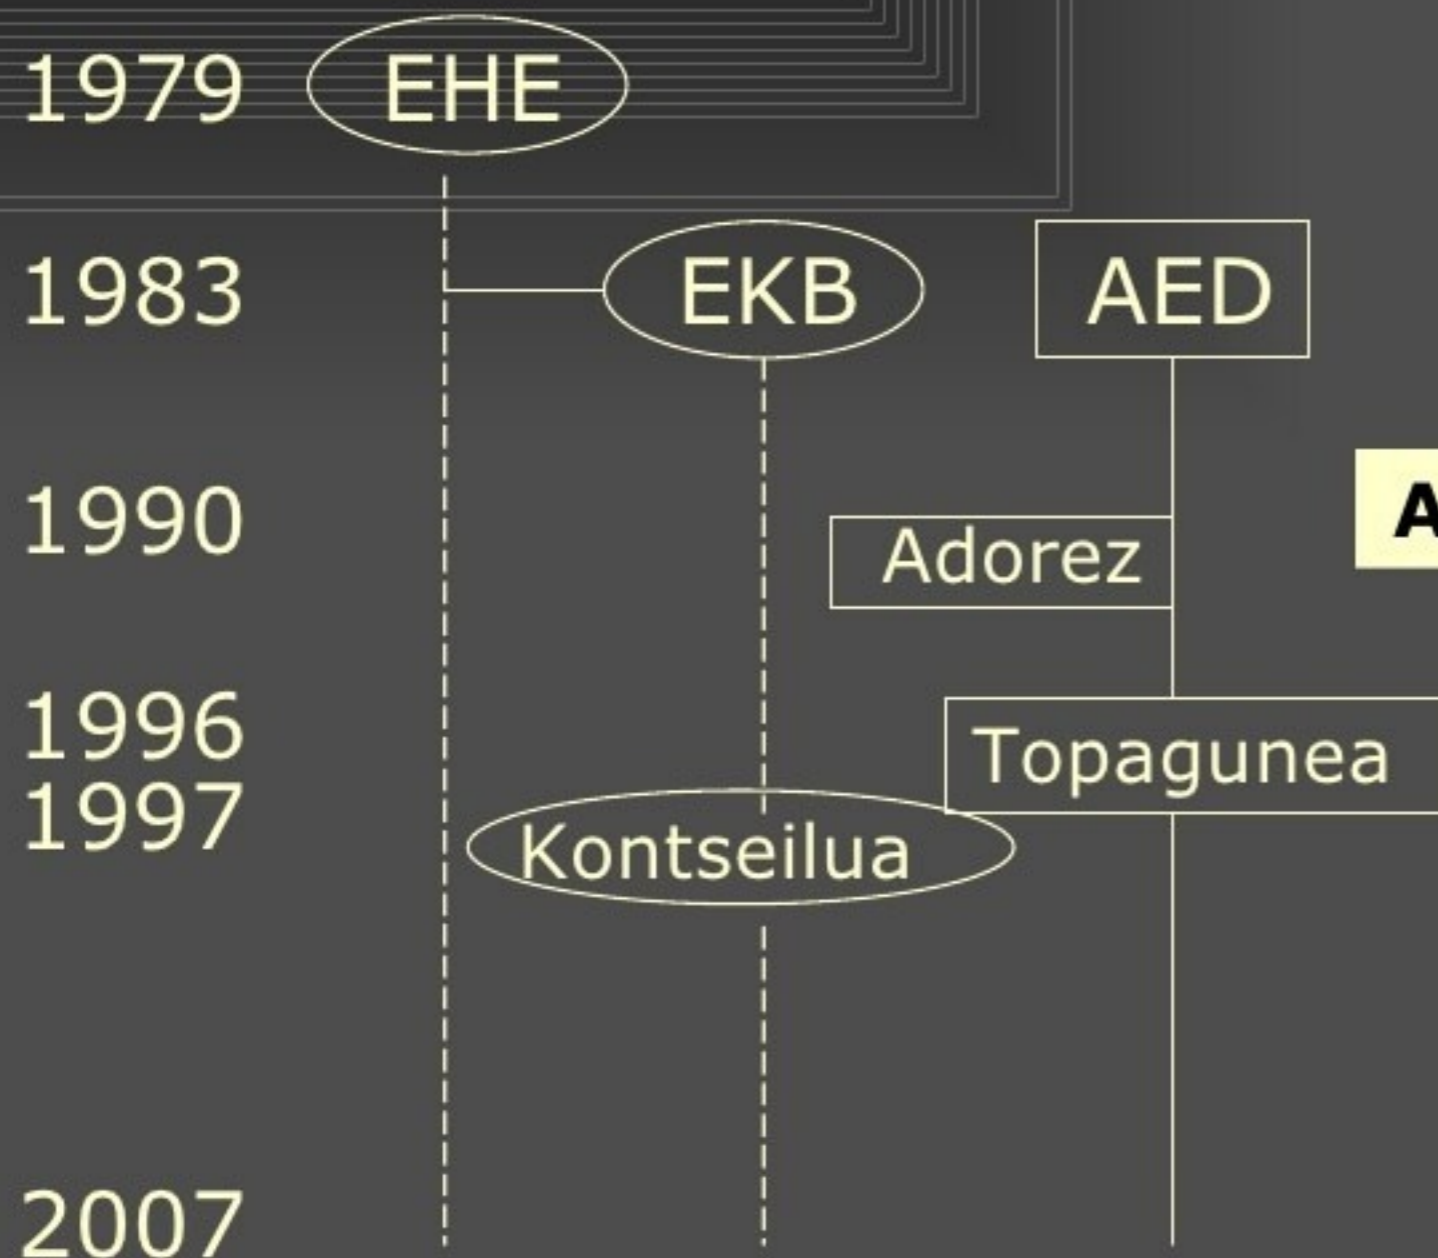 1979 EHE
1983 EKB AED
1990 Adorez
1996 Topagunea
1997 Kontseilua
2007